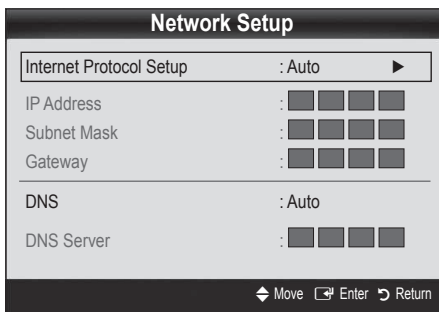 Network Setup
Internet Protocol Setup : Auto ►
IP Address :
Subnet Mask :
Gateway :
DNS : Auto
DNS Server :
Move Enter Return